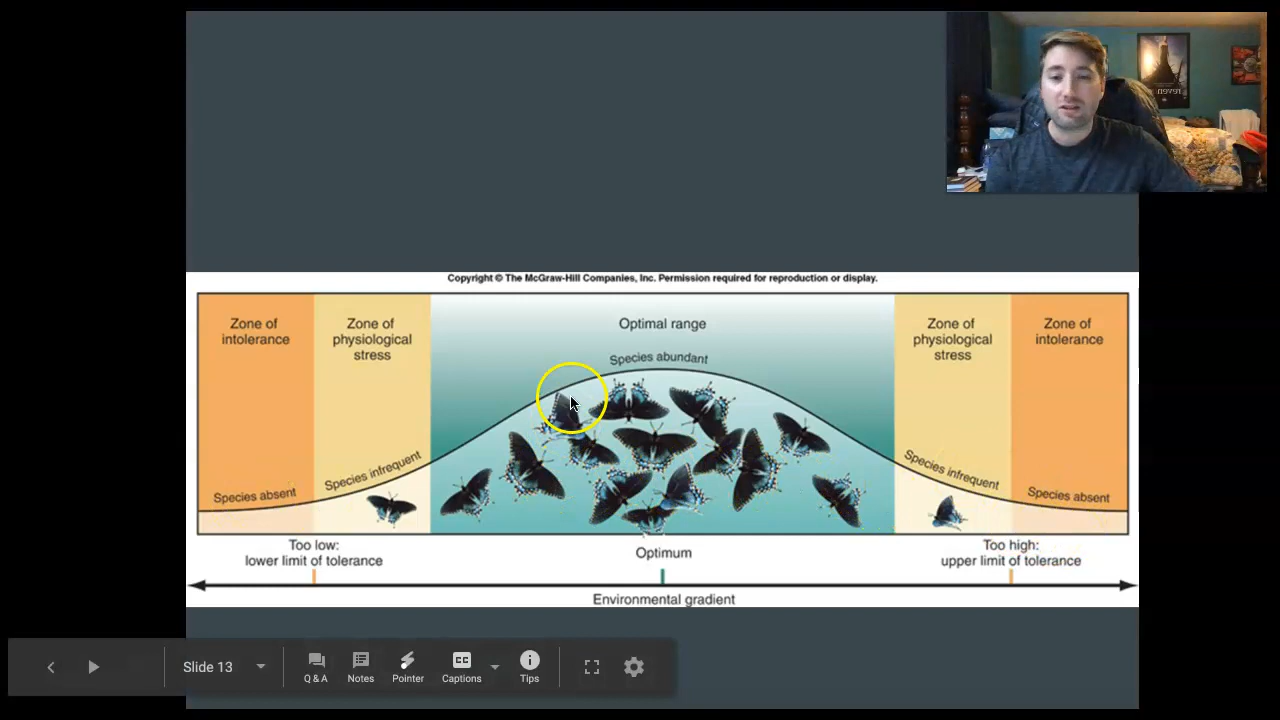 Copyright © The McGraw-Hill Companies, Inc. Permission required for reproduction or display.
Zone of
intolerance
Zone of
physiological
stress
Optimal range
Zone of
physiological
stress
Zone of
intolerance
Species abundant
Species absent
Species infrequent
Species infrequent
Species absent
Too low:
lower limit of tolerance
Optimum
Too high:
upper limit of tolerance
Environmental gradient
Slide 13
Q & A
Notes
Pointer
CC
Captions
Tips